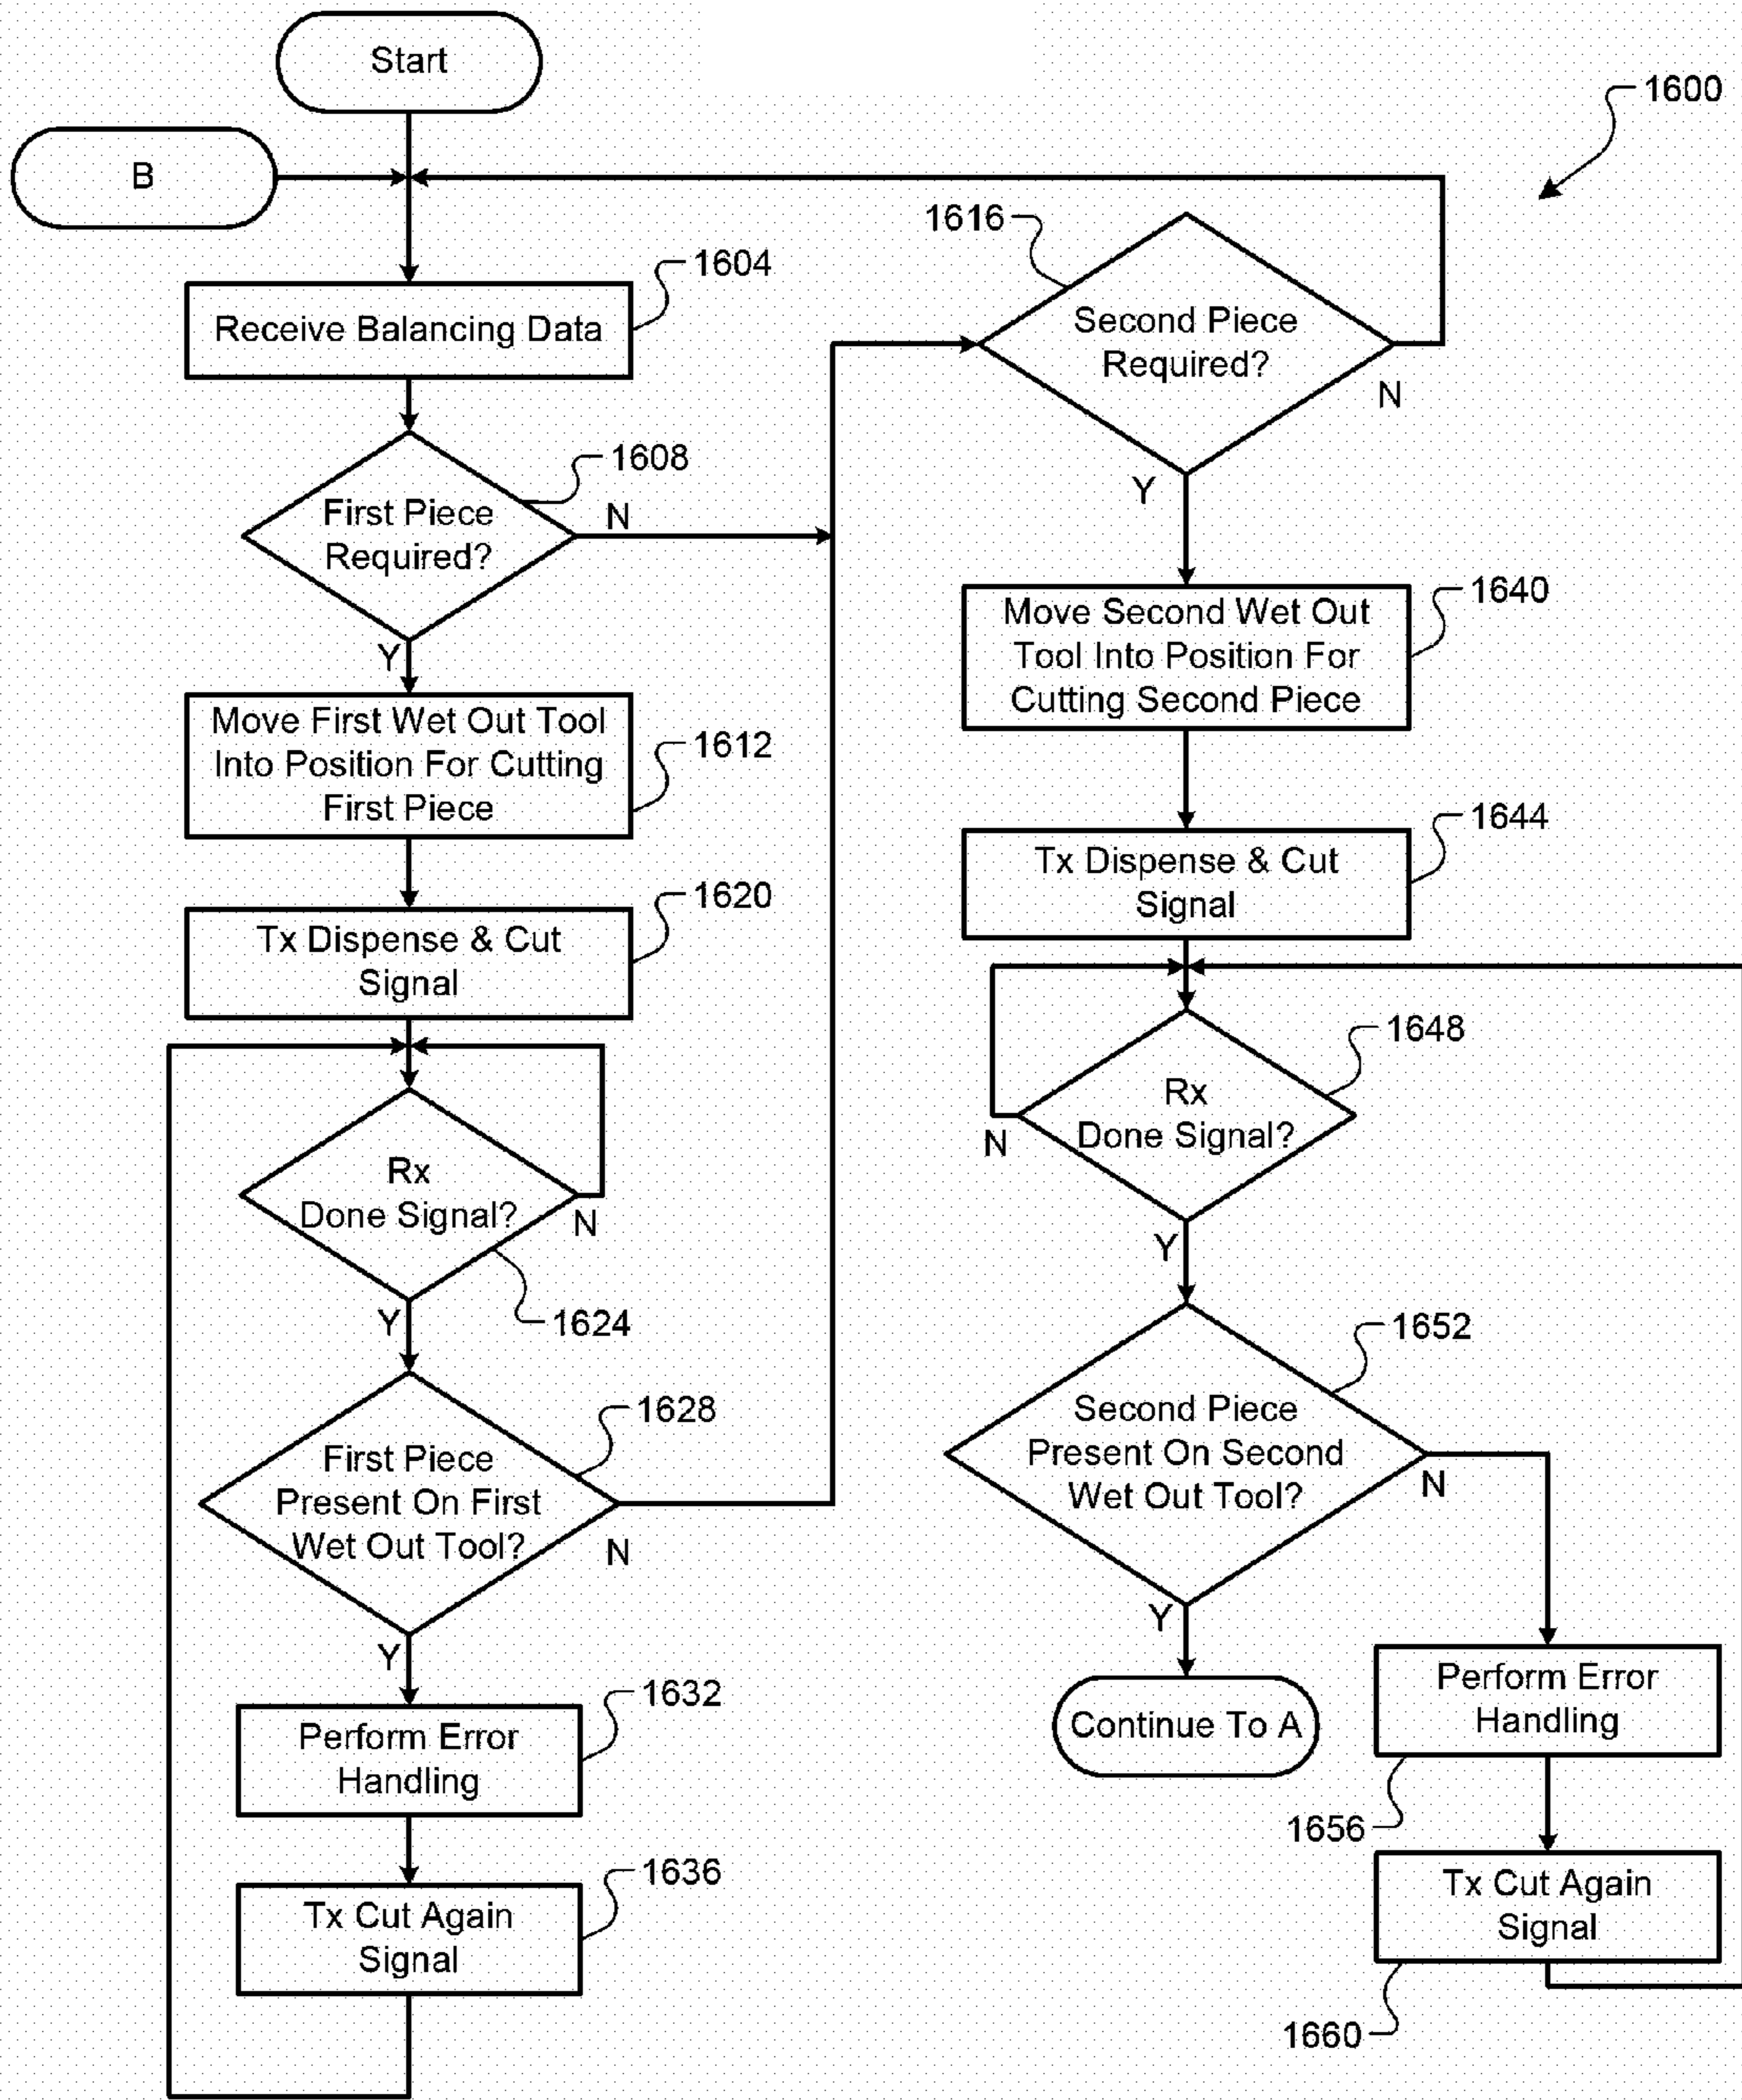 Start
B
1600
1604
Receive Balancing Data
1608
First Piece
Required?
N
Y
Move First Wet Out Tool
Into Position For Cutting
First Piece
1612
1620
Tx Dispense & Cut
Signal
Rx
Done Signal?
N
Y
1624
1628
First Piece
Present On First
Wet Out Tool?
N
Y
1632
Perform Error
Handling
1636
Tx Cut Again
Signal
1616
Second Piece
Required?
N
Y
1640
Move Second Wet Out
Tool Into Position For
Cutting Second Piece
1644
Tx Dispense & Cut
Signal
1648
Rx
Done Signal?
N
Y
1652
Second Piece
Present On Second
Wet Out Tool?
N
Y
Continue To A
Perform Error
Handling
1656
Tx Cut Again
Signal
1660